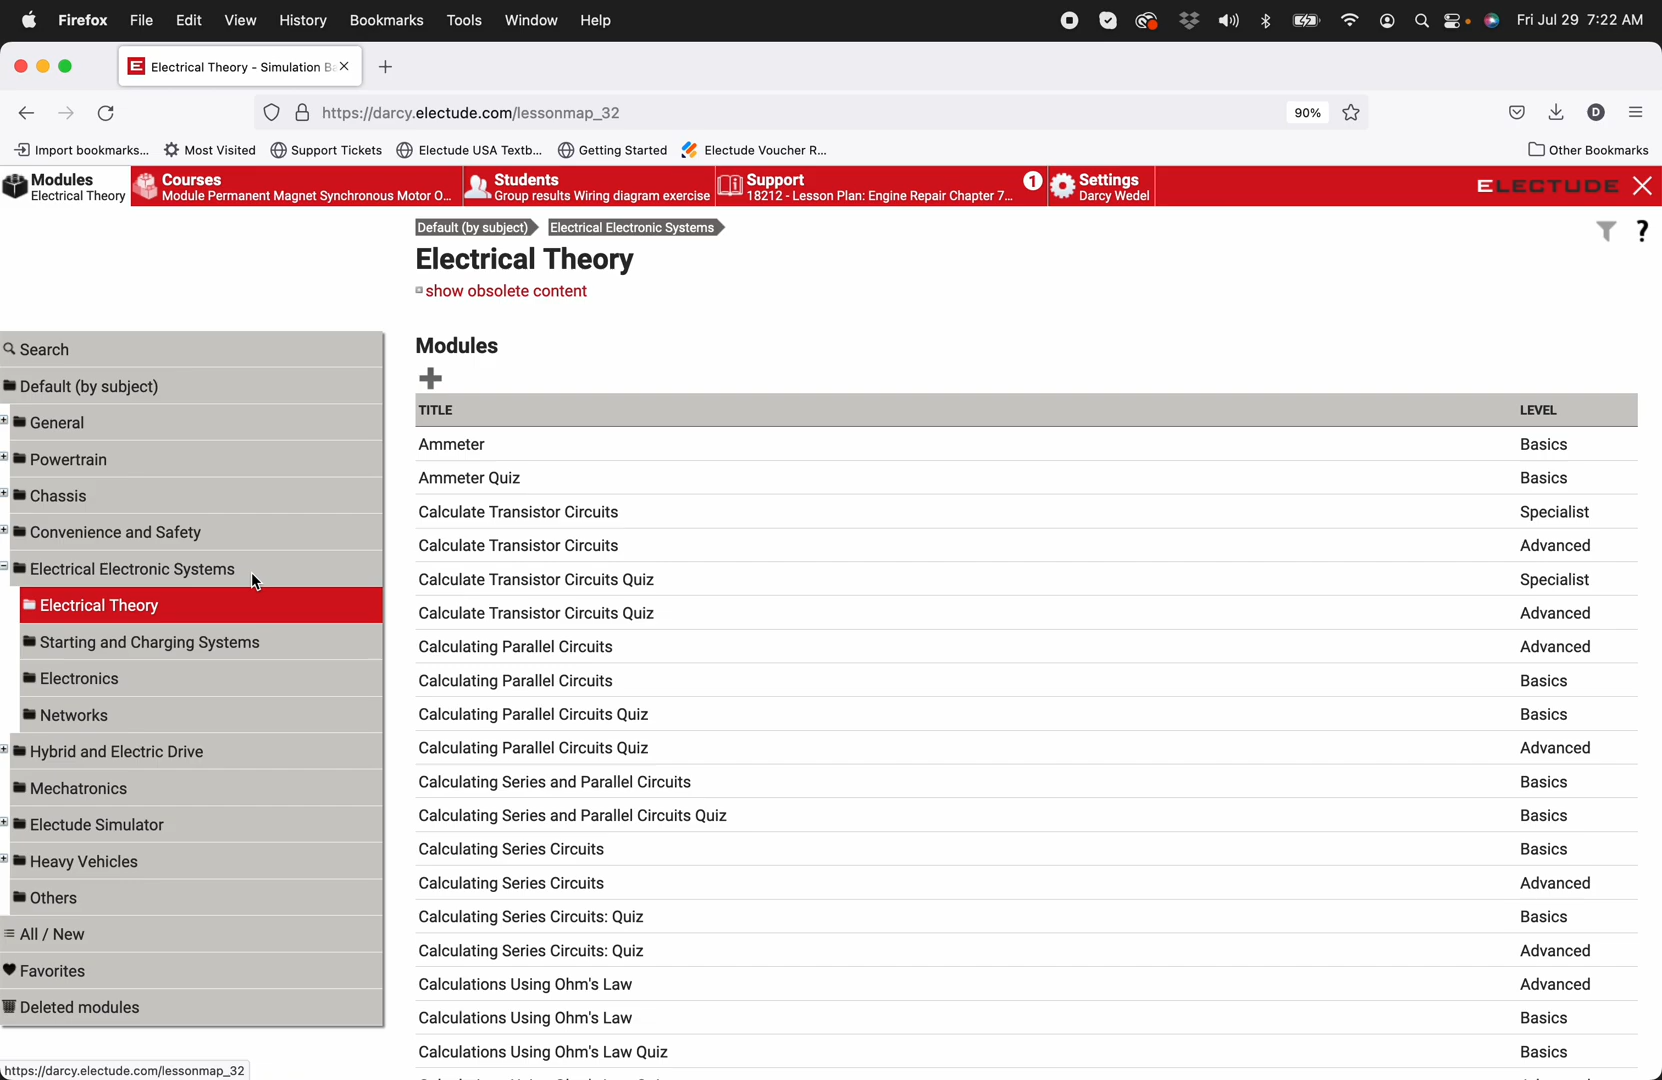 Firefox File Edit View History Bookmarks Tools Window Help Fri Jul 29 7:22 AM
E Electrical Theory - Simulation Ba
https://darcy.electude.com/lessonmap_32 90% D
Import bookmarks... Most Visited Support Tickets Electude USA Textb... Getting Started Electude Voucher R... Other Bookmarks
Modules
Electrical Theory
Courses
Module Permanent Magnet Synchronous Motor O...
Students
Group results Wiring diagram exercise
Support
18212 - Lesson Plan: Engine Repair Chapter 7...
1
Settings
Darcy Wedel
ELECTUDE
Default (by subject) Electrical Electronic Systems
?
Electrical Theory
show obsolete content
Search
Default (by subject)
General
Powertrain
Chassis
Convenience and Safety
Electrical Electronic Systems
Electrical Theory
Starting and Charging Systems
Electronics
Networks
Hybrid and Electric Drive
Mechatronics
Electude Simulator
Heavy Vehicles
Others
All / New
Favorites
Deleted modules
Modules
TITLE LEVEL
Ammeter Basics
Ammeter Quiz Basics
Calculate Transistor Circuits Specialist
Calculate Transistor Circuits Advanced
Calculate Transistor Circuits Quiz Specialist
Calculate Transistor Circuits Quiz Advanced
Calculating Parallel Circuits Advanced
Calculating Parallel Circuits Basics
Calculating Parallel Circuits Quiz Basics
Calculating Parallel Circuits Quiz Advanced
Calculating Series and Parallel Circuits Basics
Calculating Series and Parallel Circuits Quiz Basics
Calculating Series Circuits Basics
Calculating Series Circuits Advanced
Calculating Series Circuits: Quiz Basics
Calculating Series Circuits: Quiz Advanced
Calculations Using Ohm's Law Advanced
Calculations Using Ohm's Law Basics
Calculations Using Ohm's Law Quiz Basics
https://darcy.electude.com/lessonmap_32